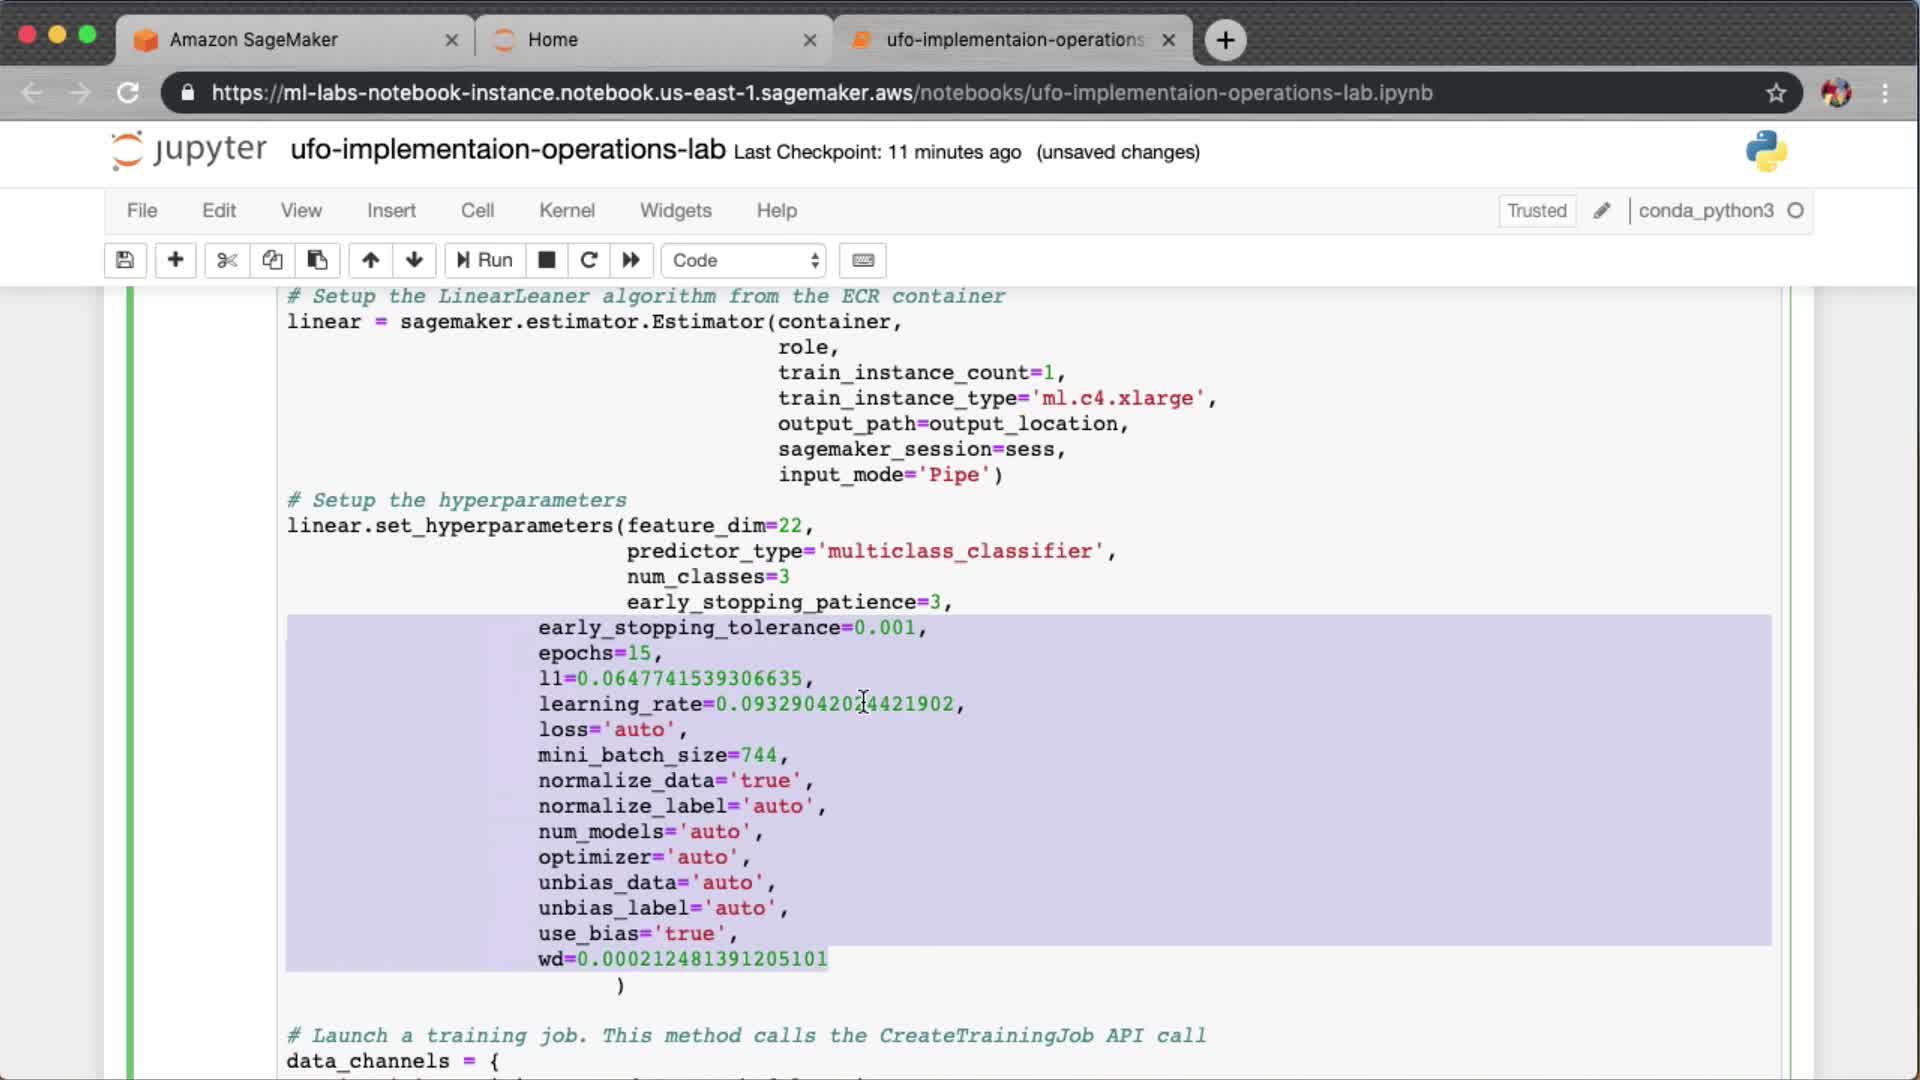 Amazon SageMaker
Home
ufo-implementaion-operations
https://ml-labs-notebook-instance.notebook.us-east-1.sagemaker.aws/notebooks/ufo-implementaion-operations-lab.ipynb
jupyter ufo-implementaion-operations-lab Last Checkpoint: 11 minutes ago (unsaved changes)
File Edit View Insert Cell Kernel Widgets Help Trusted conda_python3
Run Code
# Setup the LinearLeaner algorithm from the ECR container
linear = sagemaker.estimator.Estimator(container,
role,
train_instance_count=1,
train_instance_type='ml.c4.xlarge',
output_path=output_location,
sagemaker_session=sess,
input_mode='Pipe')
# Setup the hyperparameters
linear.set_hyperparameters(feature_dim=22,
predictor_type='multiclass_classifier',
num_classes=3
early_stopping_patience=3,
early_stopping_tolerance=0.001,
epochs=15,
l1=0.0647741539306635,
learning_rate=0.09329042024421902,
loss='auto',
mini_batch_size=744,
normalize_data='true',
normalize_label='auto',
num_models='auto',
optimizer='auto',
unbias_data='auto',
unbias_label='auto',
use_bias='true',
wd=0.000212481391205101
)
# Launch a training job. This method calls the CreateTrainingJob API call
data_channels = {